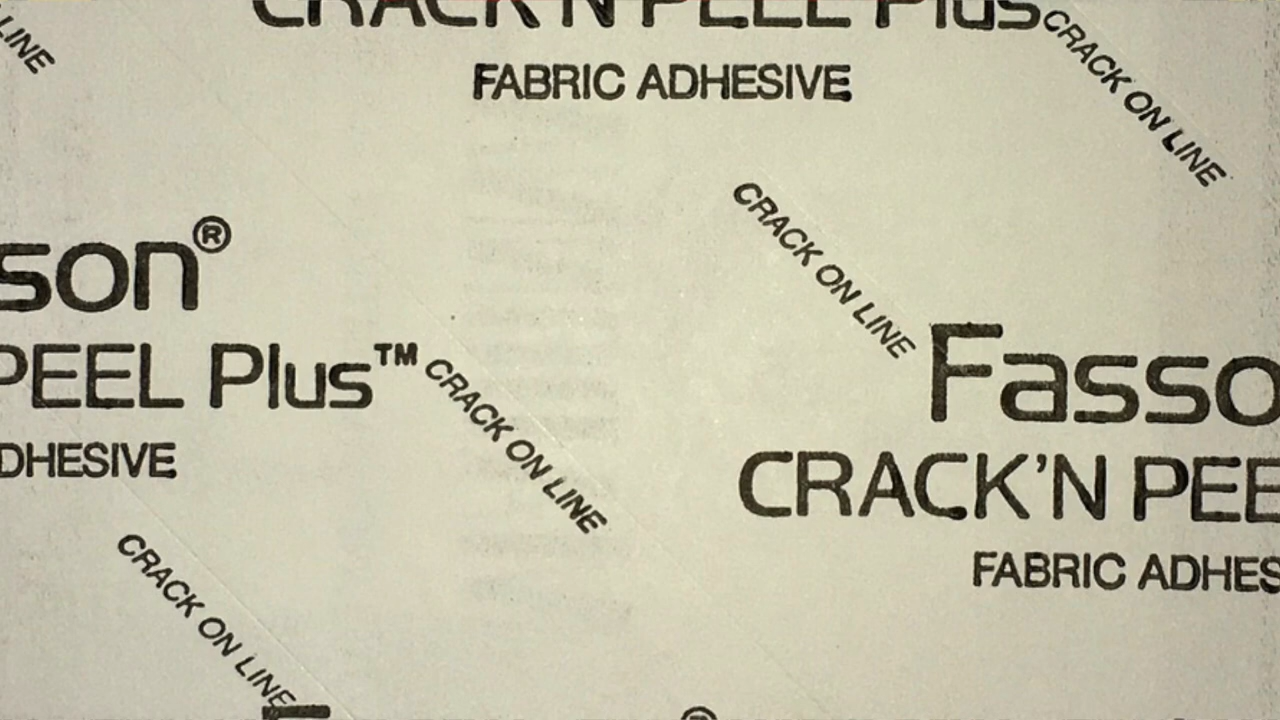 CRACK'N PEEL Plus
FABRIC ADHESIVE
LINE
CRACK ON LINE
CRACK ON LINE
son®
PEEL Plus™
DHESIVE
CRACK ON LINE
Fasso
CRACK'N PEE
FABRIC ADHES
CRACK ON LINE
®